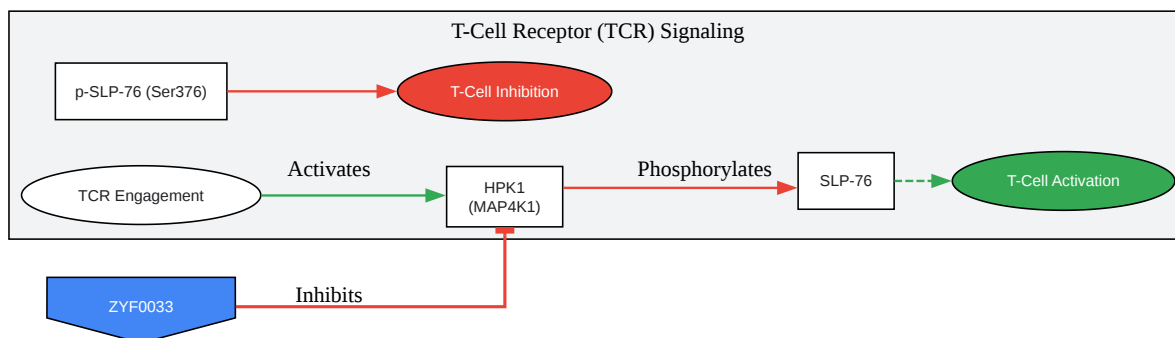 T-Cell Receptor (TCR) Signaling
p-SLP-76 (Ser376)
T-Cell Inhibition
TCR Engagement
Activates
HPK1
(MAP4K1)
Phosphorylates
SLP-76
T-Cell Activation
ZYF0033
Inhibits